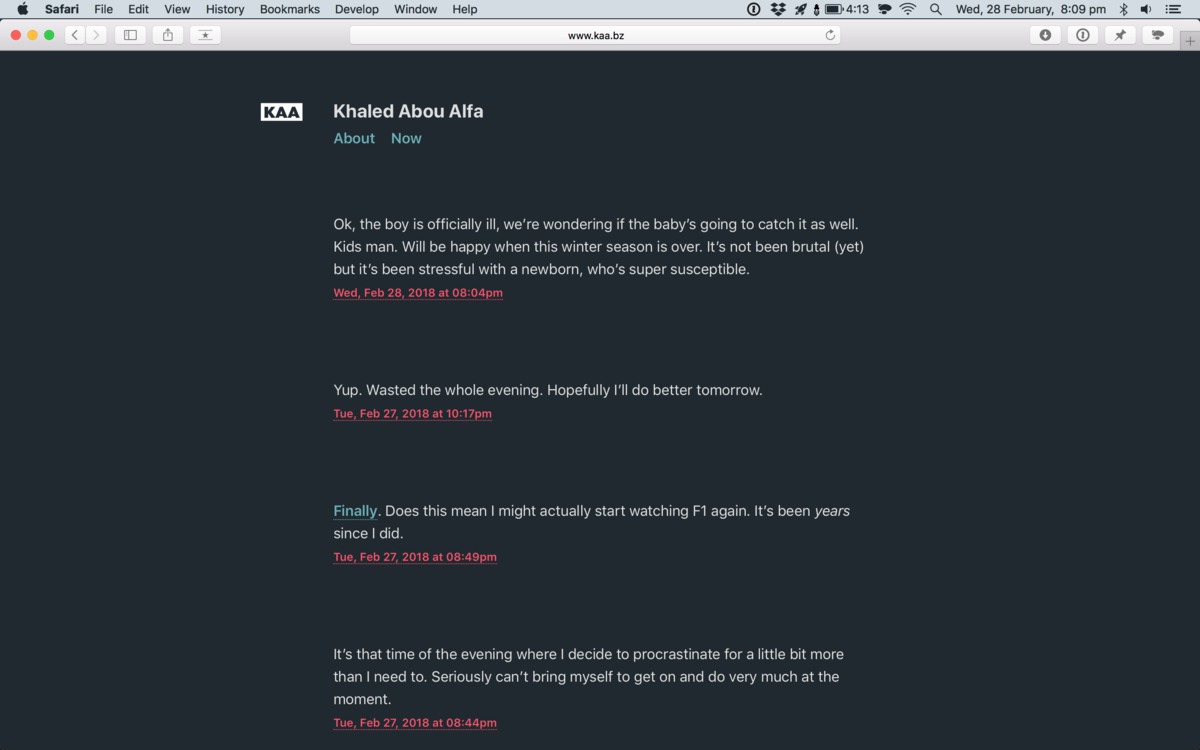 Safari File Edit View History Bookmarks Develop Window Help 4:13 Wed, 28 February, 8:09 pm
www.kaa.bz
KAA Khaled Abou Alfa
About Now
Ok, the boy is officially ill, we’re wondering if the baby’s going to catch it as well.
Kids man. Will be happy when this winter season is over. It’s not been brutal (yet)
but it’s been stressful with a newborn, who’s super susceptible.
Wed, Feb 28, 2018 at 08:04pm
Yup. Wasted the whole evening. Hopefully I’ll do better tomorrow.
Tue, Feb 27, 2018 at 10:17pm
Finally. Does this mean I might actually start watching F1 again. It’s been years
since I did.
Tue, Feb 27, 2018 at 08:49pm
It’s that time of the evening where I decide to procrastinate for a little bit more
than I need to. Seriously can’t bring myself to get on and do very much at the
moment.
Tue, Feb 27, 2018 at 08:44pm